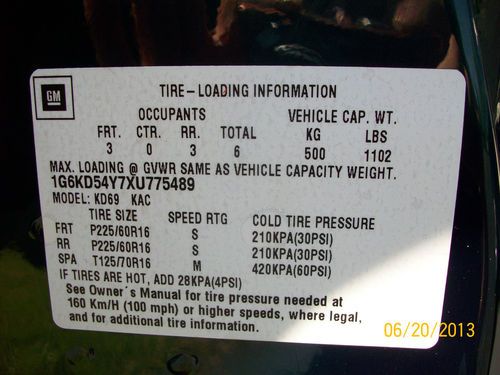 GM
TIRE-LOADING INFORMATION
OCCUPANTS VEHICLE CAP. WT.
FRT. CTR. RR. TOTAL KG LBS
3 0 3 6 500 1102
MAX. LOADING @ GVWR SAME AS VEHICLE CAPACITY WEIGHT.
1G6KD54Y7XU775489
MODEL: KD69 KAC
TIRE SIZE SPEED RTG COLD TIRE PRESSURE
FRT P225/60R16 S 210KPA(30PSI)
RR P225/60R16 S 210KPA(30PSI)
SPA T125/70R16 M 420KPA(60PSI)
IF TIRES ARE HOT, ADD 28KPA(4PSI)
See Owner's Manual for tire pressure needed at
160 Km/H (100 mph) or higher speeds, where legal,
and for additional tire information.
06/20/2013